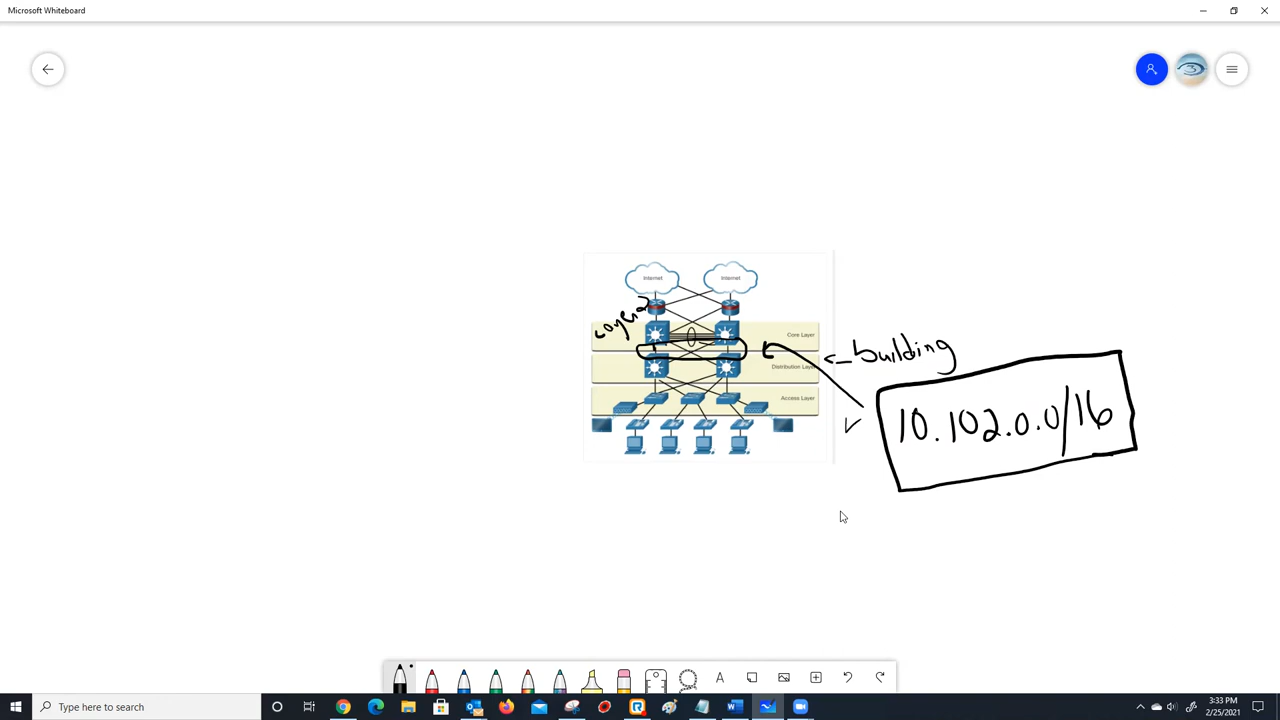 Microsoft Whiteboard
Internet Internet
Layer2
Core Layer
building
Distribution Layer
Access Layer
10.102.0.0/16
Type here to search
3:33 PM
2/25/2021